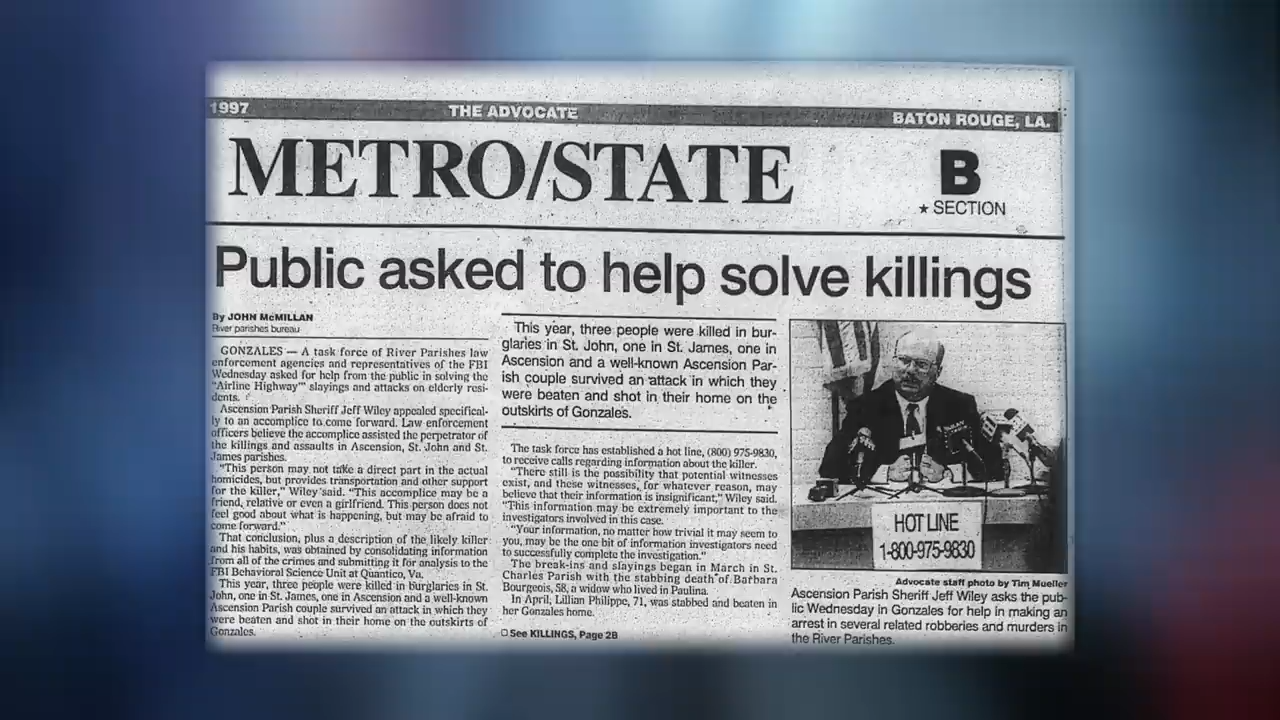 1997 THE ADVOCATE BATON ROUGE, LA.
METRO/STATE
B
★ SECTION
Public asked to help solve killings
By JOHN McMILLAN
River parishes bureau
GONZALES — A task force of River Parishes law
enforcement agencies and representatives of the FBI
Wednesday asked for help from the public in solving the
"Airline Highway" slayings and attacks on elderly resi-
dents.
Ascension Parish Sheriff Jeff Wiley appealed specifical-
ly to an accomplice to come forward. Law enforcement
officers believe the accomplice assisted the perpetrator of
the killings and assaults in Ascension, St. John and St.
James parishes.
"This person may not take a direct part in the actual
homicides, but provides transportation and other support
for the killer," Wiley said. "This accomplice may be a
friend, relative or even a girlfriend. This person does not
feel good about what is happening, but may be afraid to
come forward."
That conclusion, plus a description of the likely killer
and his habits, was obtained by consolidating information
from all of the crimes and submitting it for analysis to the
FBI Behavioral Science Unit at Quantico, Va.
This year, three people were killed in burglaries in St.
John, one in St. James, one in Ascension and a well-known
Ascension Parish couple survived an attack in which they
were beaten and shot in their home on the outskirts of
Gonzales.
This year, three people were killed in bur-
glaries in St. John, one in St. James, one in
Ascension and a well-known Ascension Par-
ish couple survived an attack in which they
were beaten and shot in their home on the
outskirts of Gonzales.
The task force has established a hot line, (800) 975-9830,
to receive calls regarding information about the killer.
"There still is the possibility that potential witnesses
exist, and these witnesses, for whatever reason, may
believe that their information is insignificant," Wiley said.
"This information may be extremely important to the
investigators involved in this case.
"Your information, no matter how trivial it may seem to
you, may be the one bit of information investigators need
to successfully complete the investigation."
The break-ins and slayings began in March in St.
Charles Parish with the stabbing death of Barbara
Bourgeois, 58, a widow who lived in Paulina.
In April, Lillian Philippe, 71, was stabbed and beaten in
her Gonzales home.
☐ See KILLINGS, Page 2B
HOT LINE
1-800-975-9830
Advocate staff photo by Tim Mueller
Ascension Parish Sheriff Jeff Wiley asks the pub-
lic Wednesday in Gonzales for help in making an
arrest in several related robberies and murders in
the River Parishes.